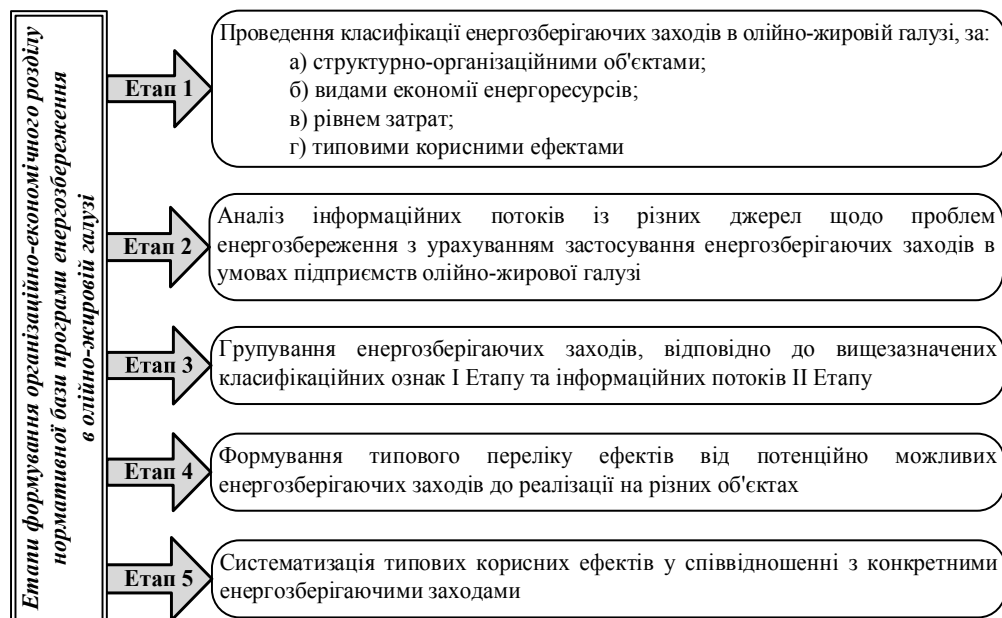 Етапи формування організаційно-економічного розділу
нормативної бази програми енергозбереження
в олійно-жировій галузі
Етап 1
Проведення класифікації енергозберігаючих заходів в олійно-жировій галузі, за:
а) структурно-організаційними об'єктами;
б) видами економії енергоресурсів;
в) рівнем затрат;
г) типовими корисними ефектами
Етап 2
Аналіз інформаційних потоків із різних джерел щодо проблем
енергозбереження з урахуванням застосування енергозберігаючих заходів в
умовах підприємств олійно-жирової галузі
Етап 3
Групування енергозберігаючих заходів, відповідно до вищезазначених
класифікаційних ознак І Етапу та інформаційних потоків ІІ Етапу
Етап 4
Формування типового переліку ефектів від потенційно можливих
енергозберігаючих заходів до реалізації на різних об'єктах
Етап 5
Систематизація типових корисних ефектів у співвідношенні з конкретними
енергозберігаючими заходами